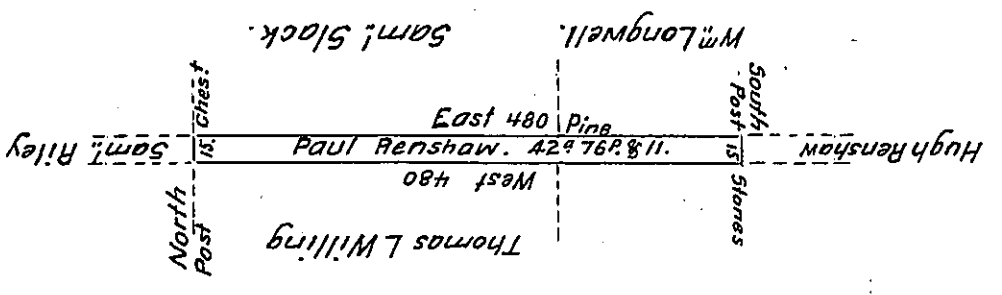 Wm. Longwell.
Saml. Slack.
Chest
15.
East 480
Pine
South
Post
15
Stones
Saml. Riley
Paul Renshaw. 42a 76P. & 11.
Hugh Renshaw
West 480
North
Post
Thomas L Willing